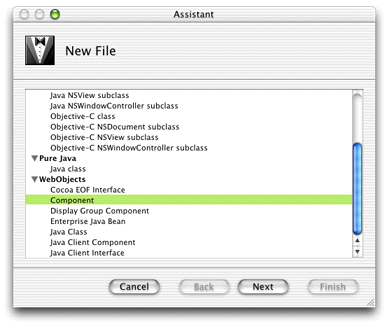 Assistant
New File
Java NSView subclass
Java NSWindowController subclass
Objective-C class
Objective-C NSDocument subclass
Objective-C NSView subclass
Objective-C NSWindowController subclass
Pure Java
Java class
WebObjects
Cocoa EOF Interface
Component
Display Group Component
Enterprise Java Bean
Java Class
Java Client Component
Java Client Interface
Cancel Back Next Finish